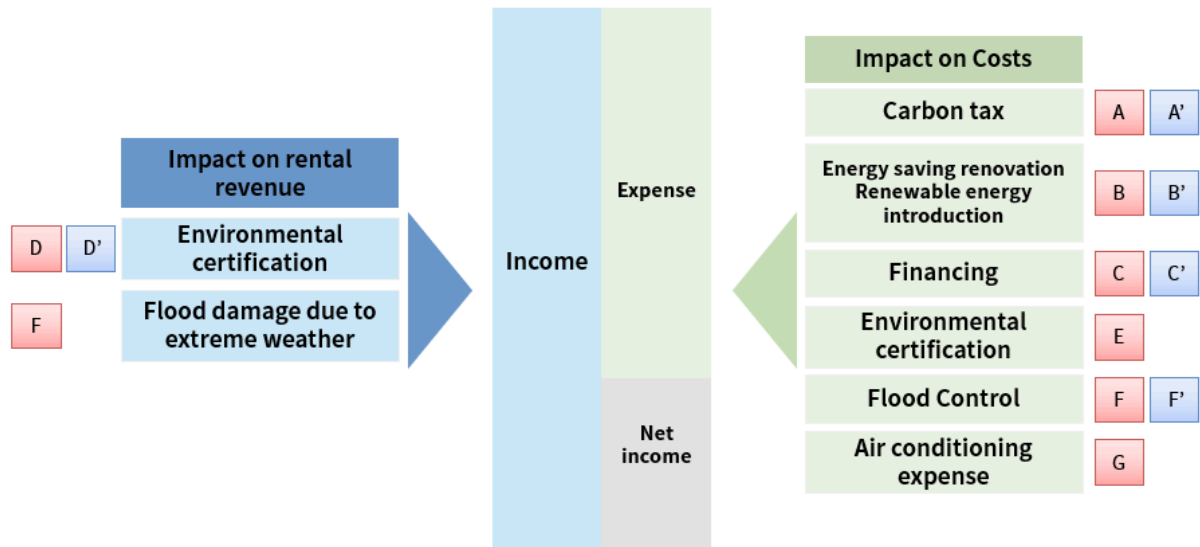 Impact on rental
revenue
D D’ Environmental
certification
F Flood damage due to
extreme weather
Income
Expense
Net
income
Impact on Costs
Carbon tax A A’
Energy saving renovation
Renewable energy
introduction
B B’
Financing C C’
Environmental
certification
E
Flood Control F F’
Air conditioning
expense
G